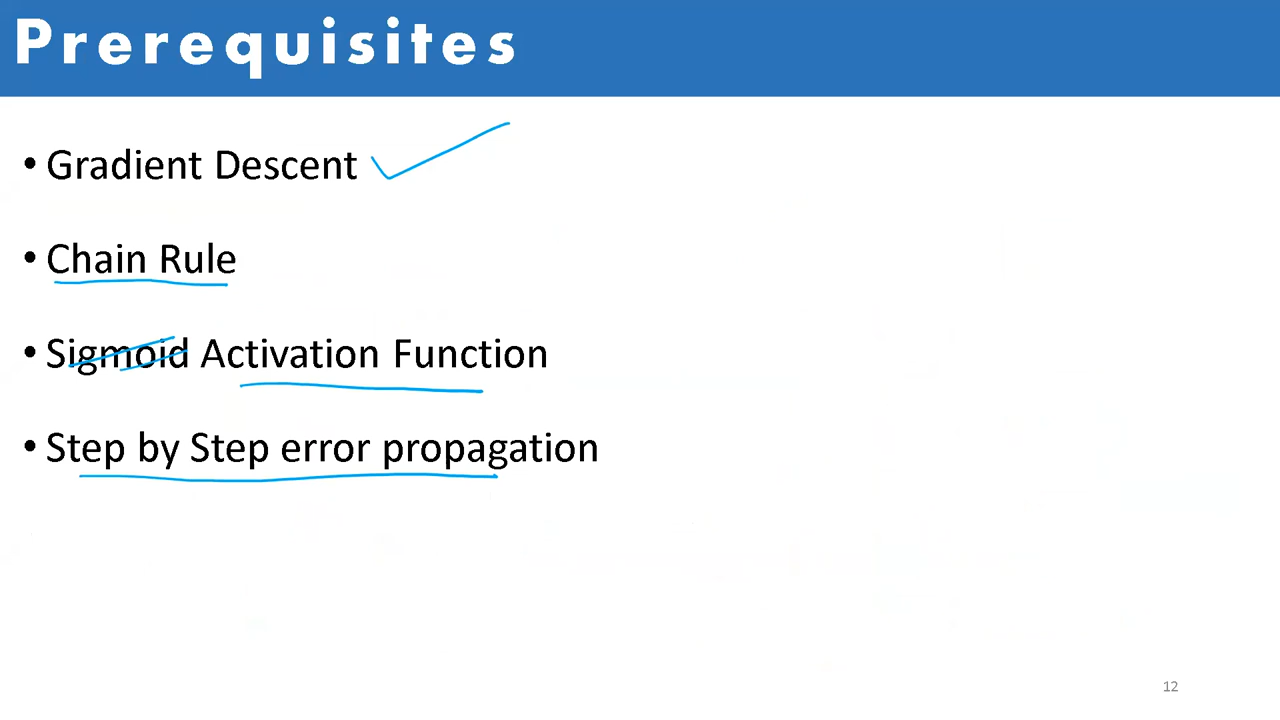 Prerequisites
• Gradient Descent
• Chain Rule
• Sigmoid Activation Function
• Step by Step error propagation
12